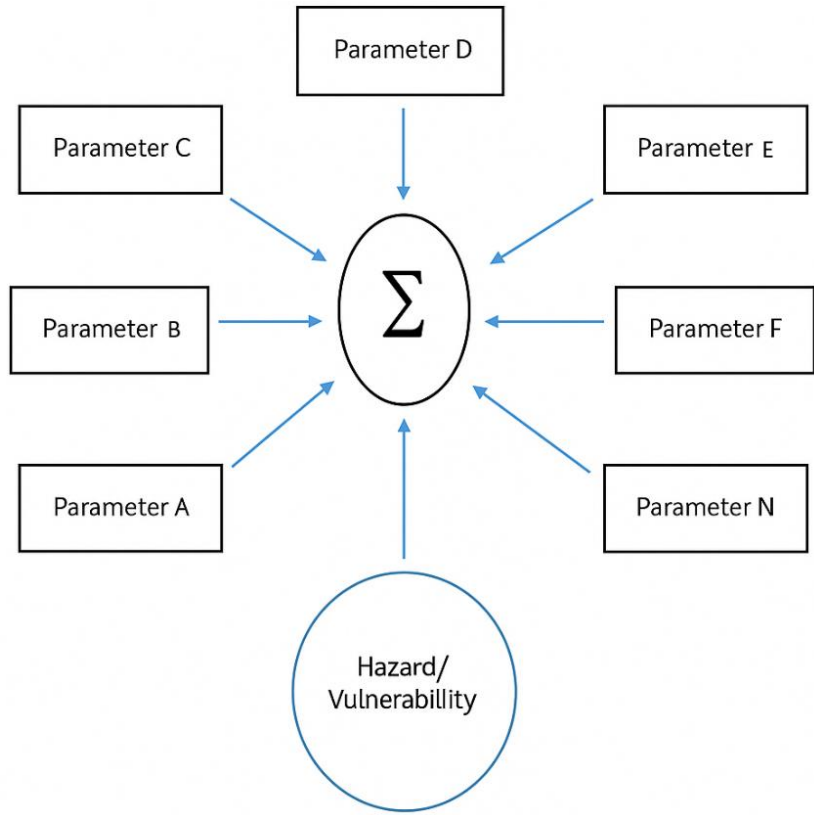 Parameter D
Parameter C
Parameter E
Σ
Parameter B
Parameter F
Parameter A
Parameter N
Hazard/
Vulnerabillity